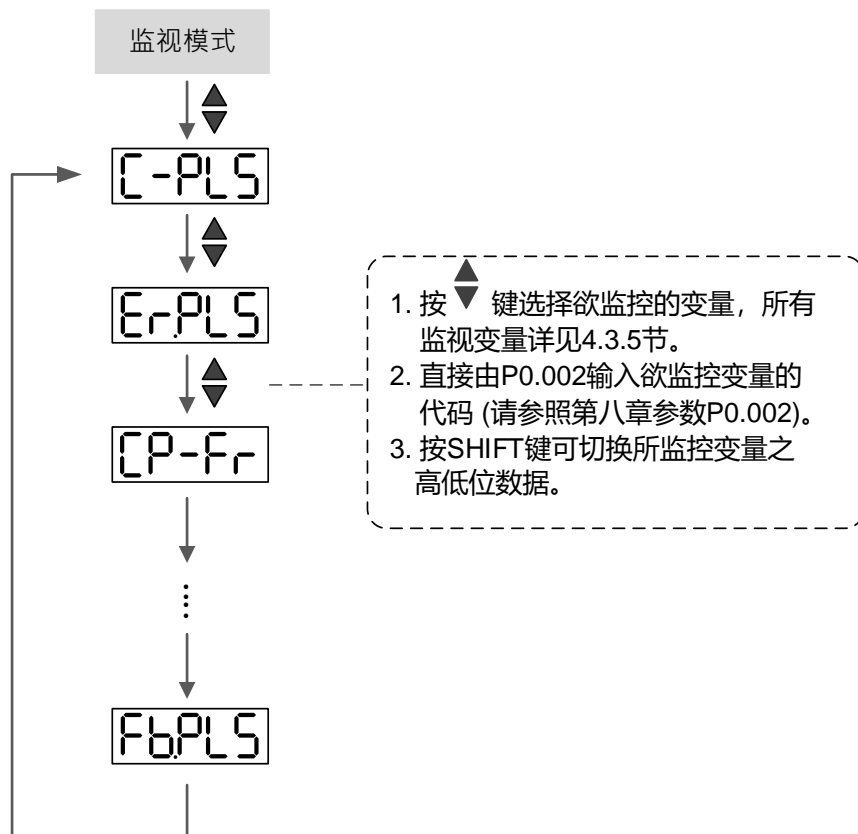 监视模式
C-PLS
Er.PLS
1. 按 键选择欲监控的变量，所有
监视变量详见4.3.5节。
2. 直接由P0.002输入欲监控变量的
代码 (请参照第八章参数P0.002)。
CP-Fr
3. 按SHIFT键可切换所监控变量之
高低位数据。
Fb.PLS